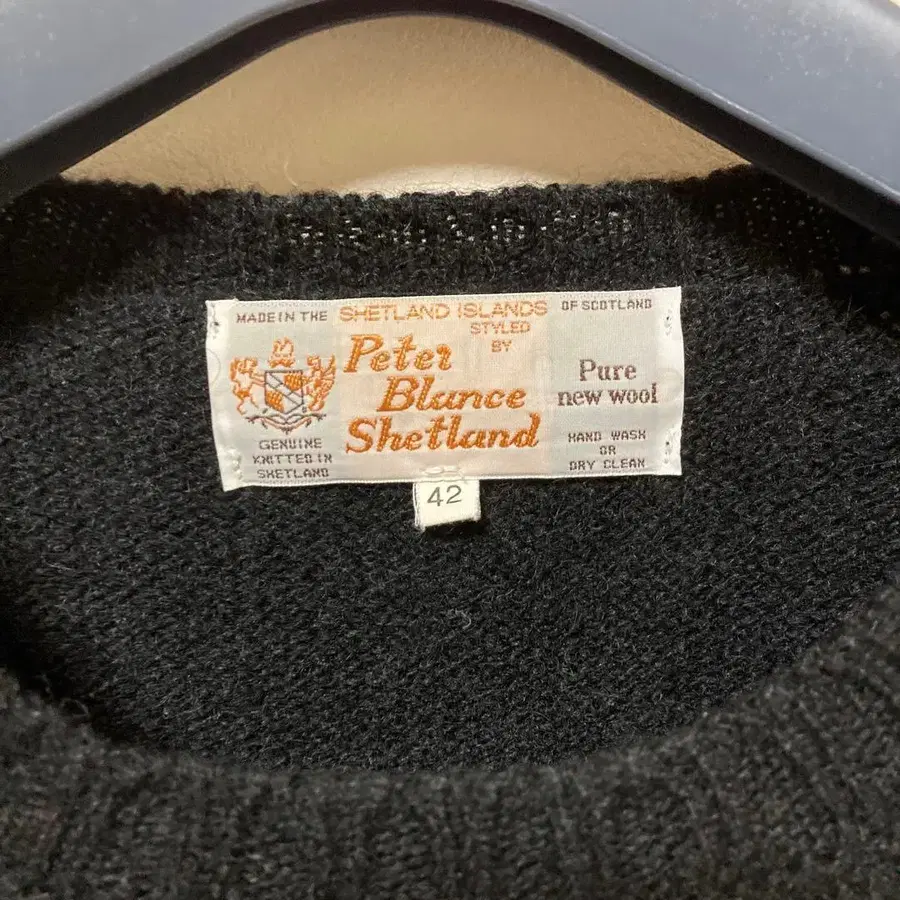 MADE IN THE SHETLAND ISLANDS OF SCOTLAND
STYLED
BY
Peter
Blance
Shetland
GENUINE
KNITTED IN
SHETLAND
Pure
new wool
HAND WASH
OR
DRY CLEAN
42